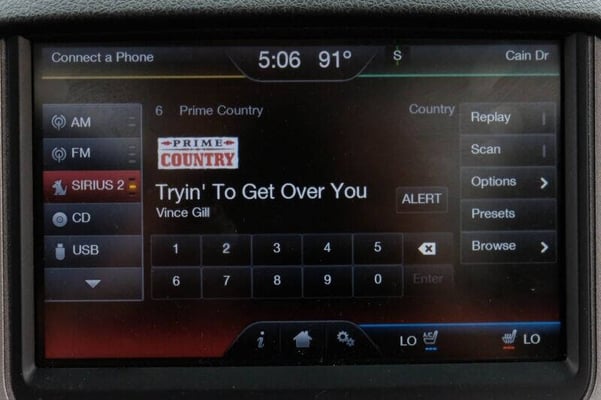 Connect a Phone 5:06 91° S Cain Dr
AM
FM
SIRIUS 2
CD
USB
6 Prime Country Country
PRIME
COUNTRY
Tryin' To Get Over You
Vince Gill
ALERT
1 2 3 4 5
6 7 8 9 0 Enter
Replay
Scan
Options
Presets
Browse
i
LO A/C LO